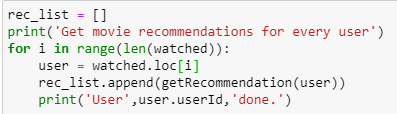 rec_list = []
print('Get movie recommendations for every user')
for i in range(len(watched)):
    user = watched.loc[i]
    rec_list.append(getRecommendation(user))
    print('User',user.userId,'done.')